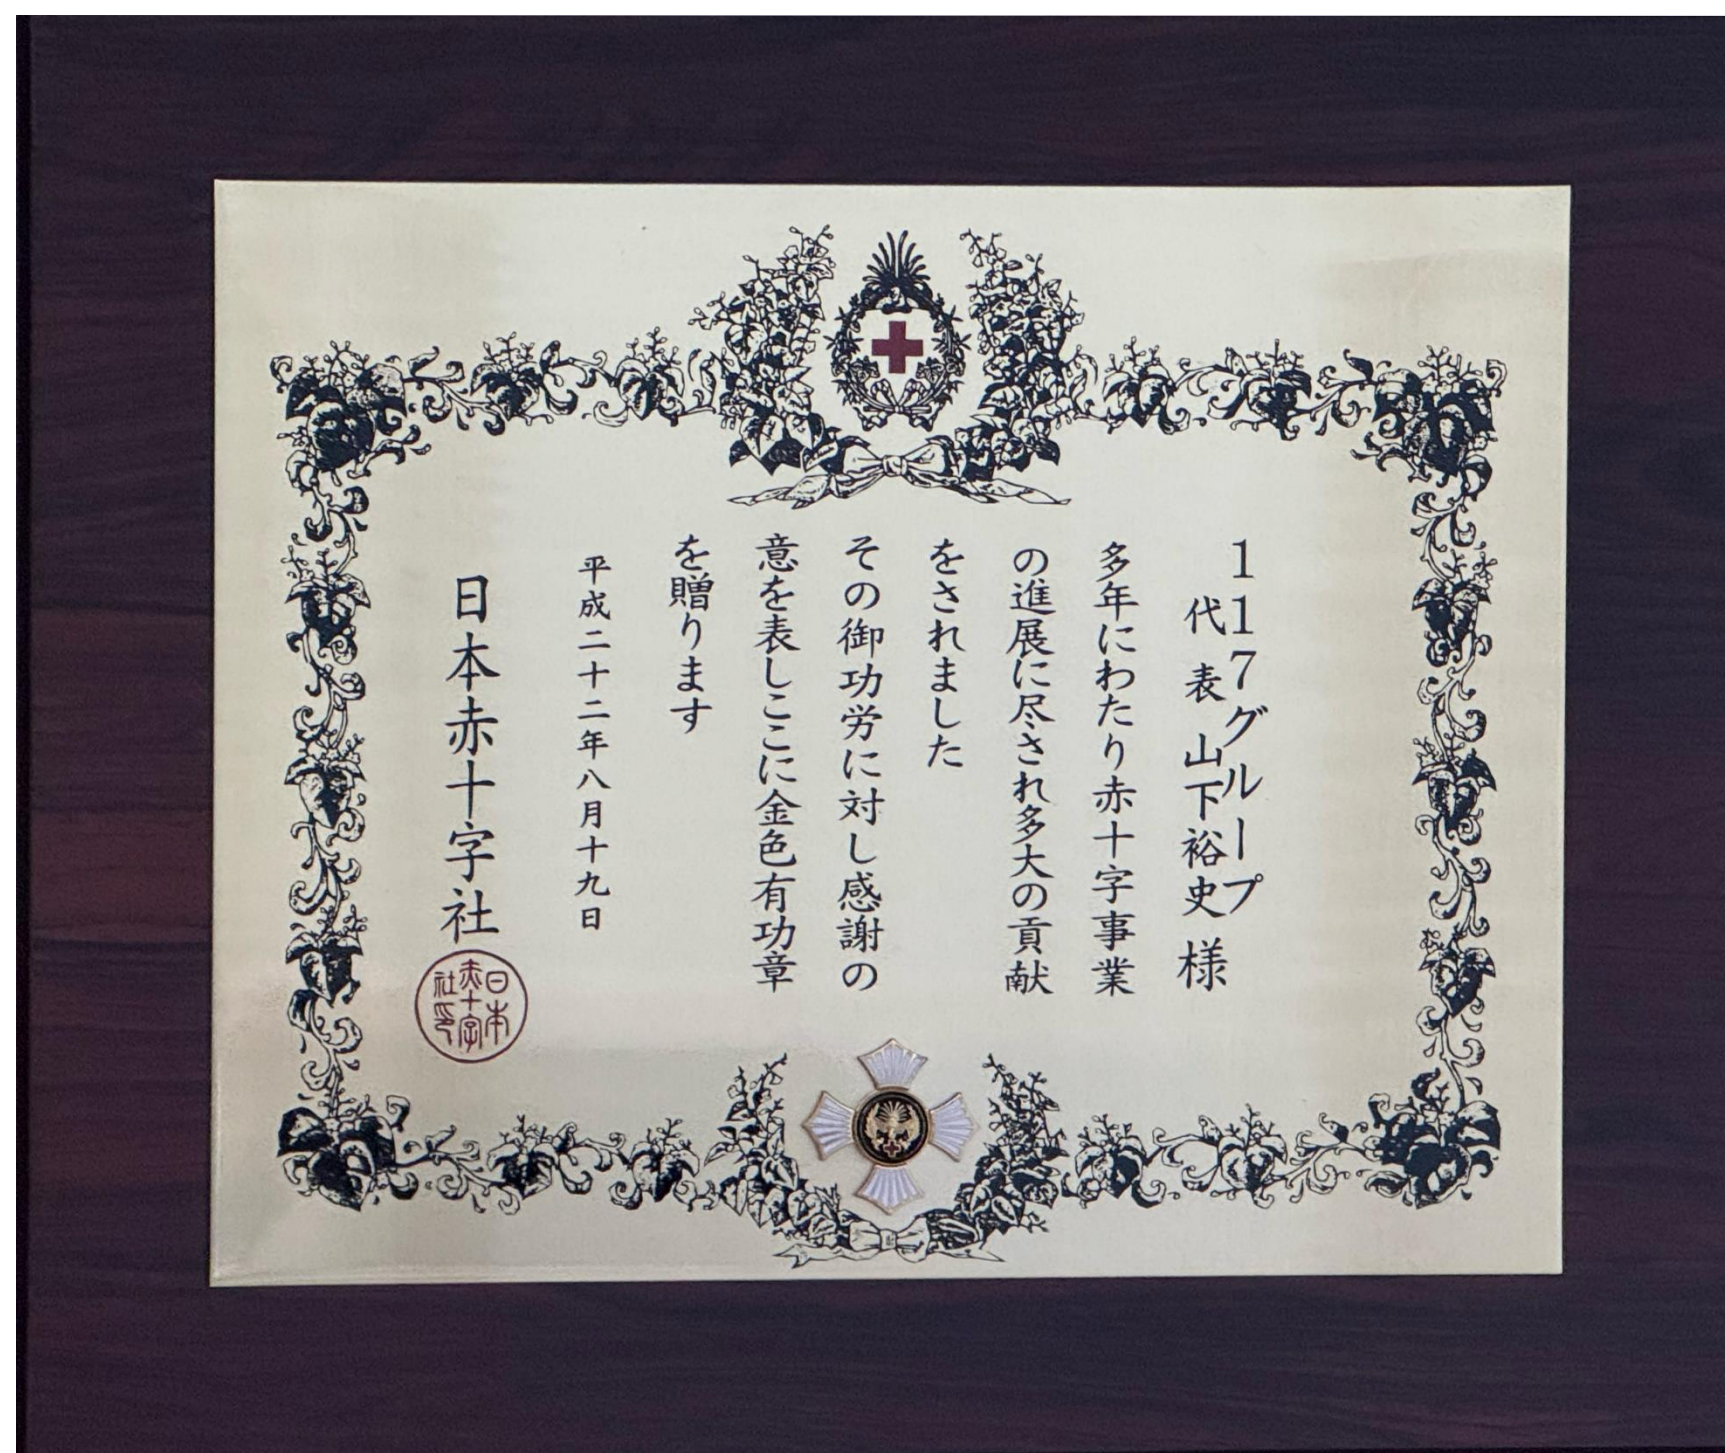 117グループ
代表 山下裕史 様
多年にわたり赤十字事業
の進展に尽され多大の貢献
をされました
その御功労に対し感謝の
意を表しここに金色有功章
を贈ります
平成二十二年八月十九日
日本赤十字社
日本
赤十字
社印